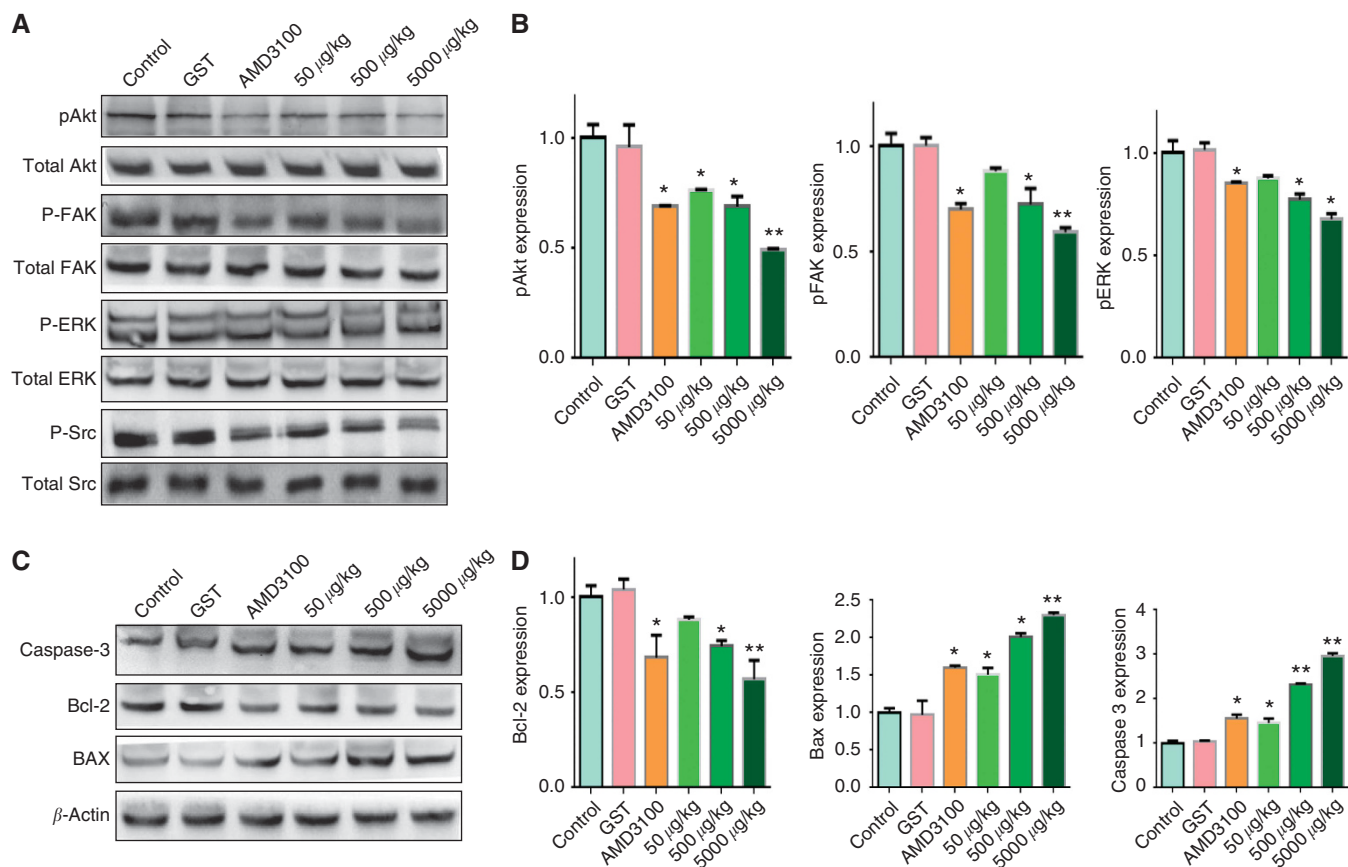 A
Control
GST
AMD3100
50 µg/kg
500 µg/kg
5000 µg/kg
pAkt
Total Akt
P-FAK
Total FAK
P-ERK
Total ERK
P-Src
Total Src
B
pAkt expression
1.0
0.5
0.0
*
*
*
**
Control
GST
AMD3100
50 µg/kg
500 µg/kg
5000 µg/kg
pFAK expression
1.0
0.5
0.0
*
*
**
Control
GST
AMD3100
50 µg/kg
500 µg/kg
5000 µg/kg
pERK expression
1.0
0.5
0.0
*
*
*
Control
GST
AMD3100
50 µg/kg
500 µg/kg
5000 µg/kg
C
Control
GST
AMD3100
50 µg/kg
500 µg/kg
5000 µg/kg
Caspase-3
Bcl-2
BAX
β-Actin
D
Bcl-2 expression
1.0
0.5
0.0
*
*
**
Control
GST
AMD3100
50 µg/kg
500 µg/kg
5000 µg/kg
Bax expression
2.5
2.0
1.5
1.0
0.5
0.0
*
*
*
**
Control
GST
AMD3100
50 µg/kg
500 µg/kg
5000 µg/kg
Caspase 3 expression
4
3
2
1
0
*
*
**
**
Control
GST
AMD3100
50 µg/kg
500 µg/kg
5000 µg/kg